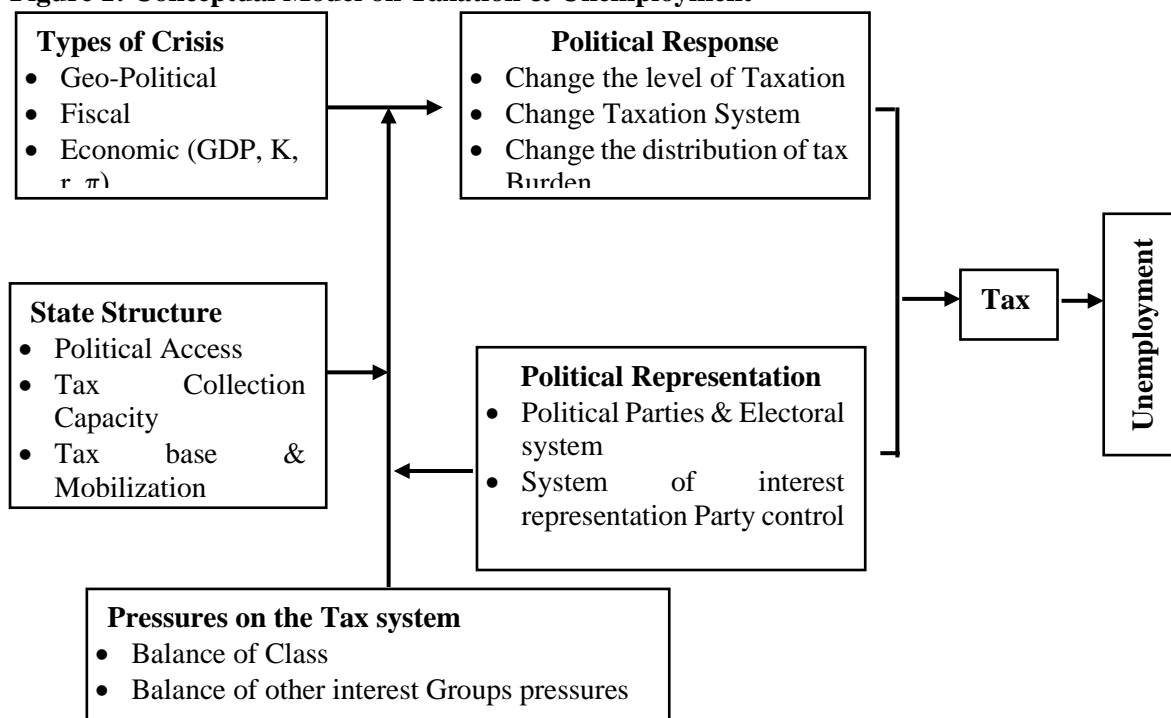 Types of Crisis
• Geo-Political
• Fiscal
• Economic (GDP, K,
r, π)
Political Response
• Change the level of Taxation
• Change Taxation System
• Change the distribution of tax
Burden
State Structure
• Political Access
• Tax Collection
Capacity
• Tax base &
Mobilization
Political Representation
• Political Parties & Electoral
system
• System of interest
representation Party control
Tax
Unemployment
Pressures on the Tax system
• Balance of Class
• Balance of other interest Groups pressures